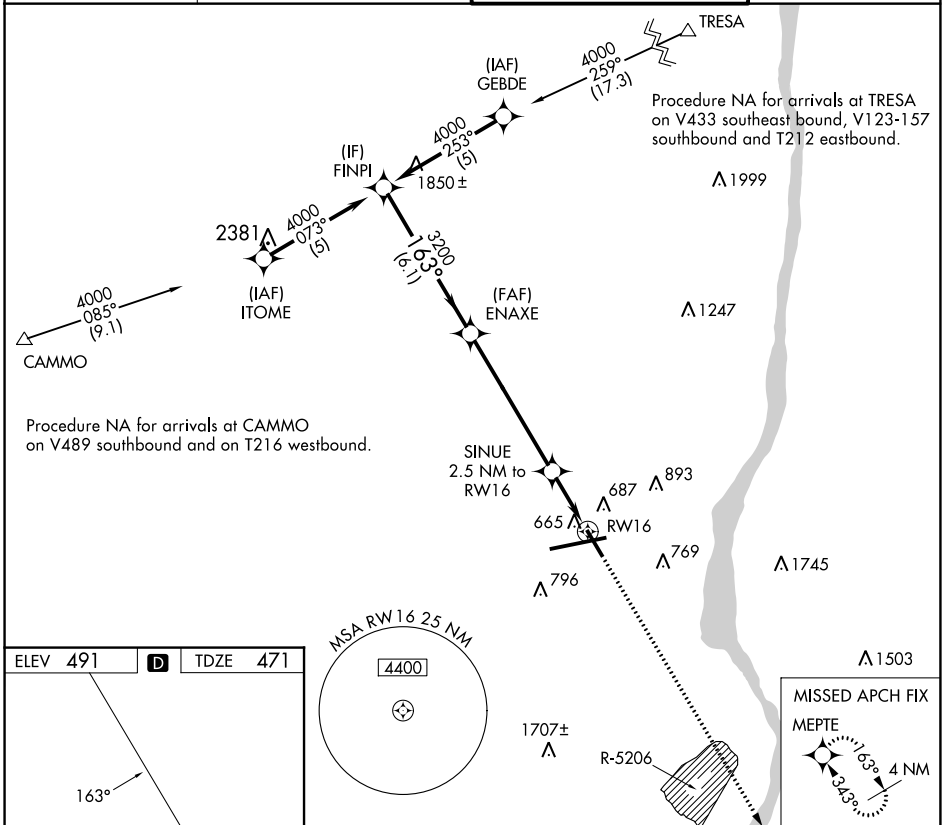 TRESA
4000
259°
(17.3)
(IAF)
GEBDE
Procedure NA for arrivals at TRESA
on V433 southeast bound, V123-157
southbound and T212 eastbound.
4000
253°
(5)
(IF)
FINPI
1850±
1999
2381
4000
073°
(5)
3200
163°
(6.1)
(IAF)
ITOME
4000
085°
(9.1)
CAMMO
(FAF)
ENAXE
1247
Procedure NA for arrivals at CAMMO
on V489 southbound and on T216 westbound.
SINUE
2.5 NM to
RW16
687
893
665
RW16
769
1745
796
MSA RW16 25 NM
4400
ELEV 491
D
TDZE 471
163°
1503
1707±
R-5206
MISSED APCH FIX
MEPTE
163°
4 NM
343°